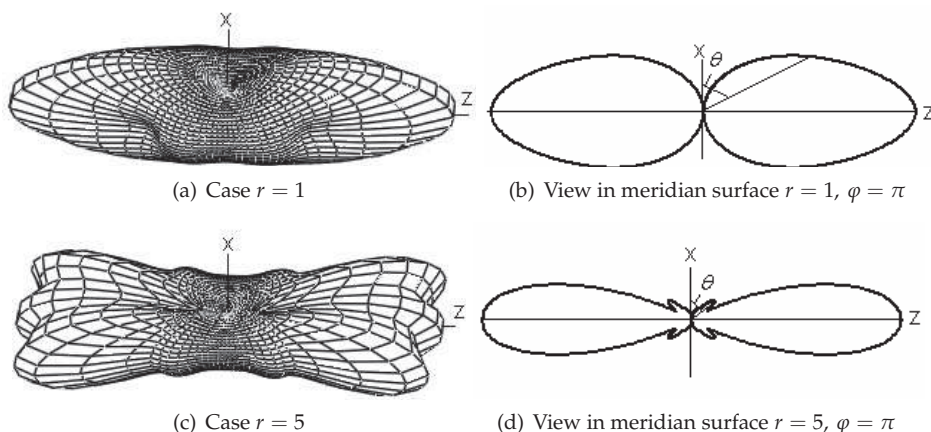 X
Z
X
θ
Z
(a) Case r = 1
(b) View in meridian surface r = 1, φ = π
X
Z
X
θ
Z
(c) Case r = 5
(d) View in meridian surface r = 5, φ = π